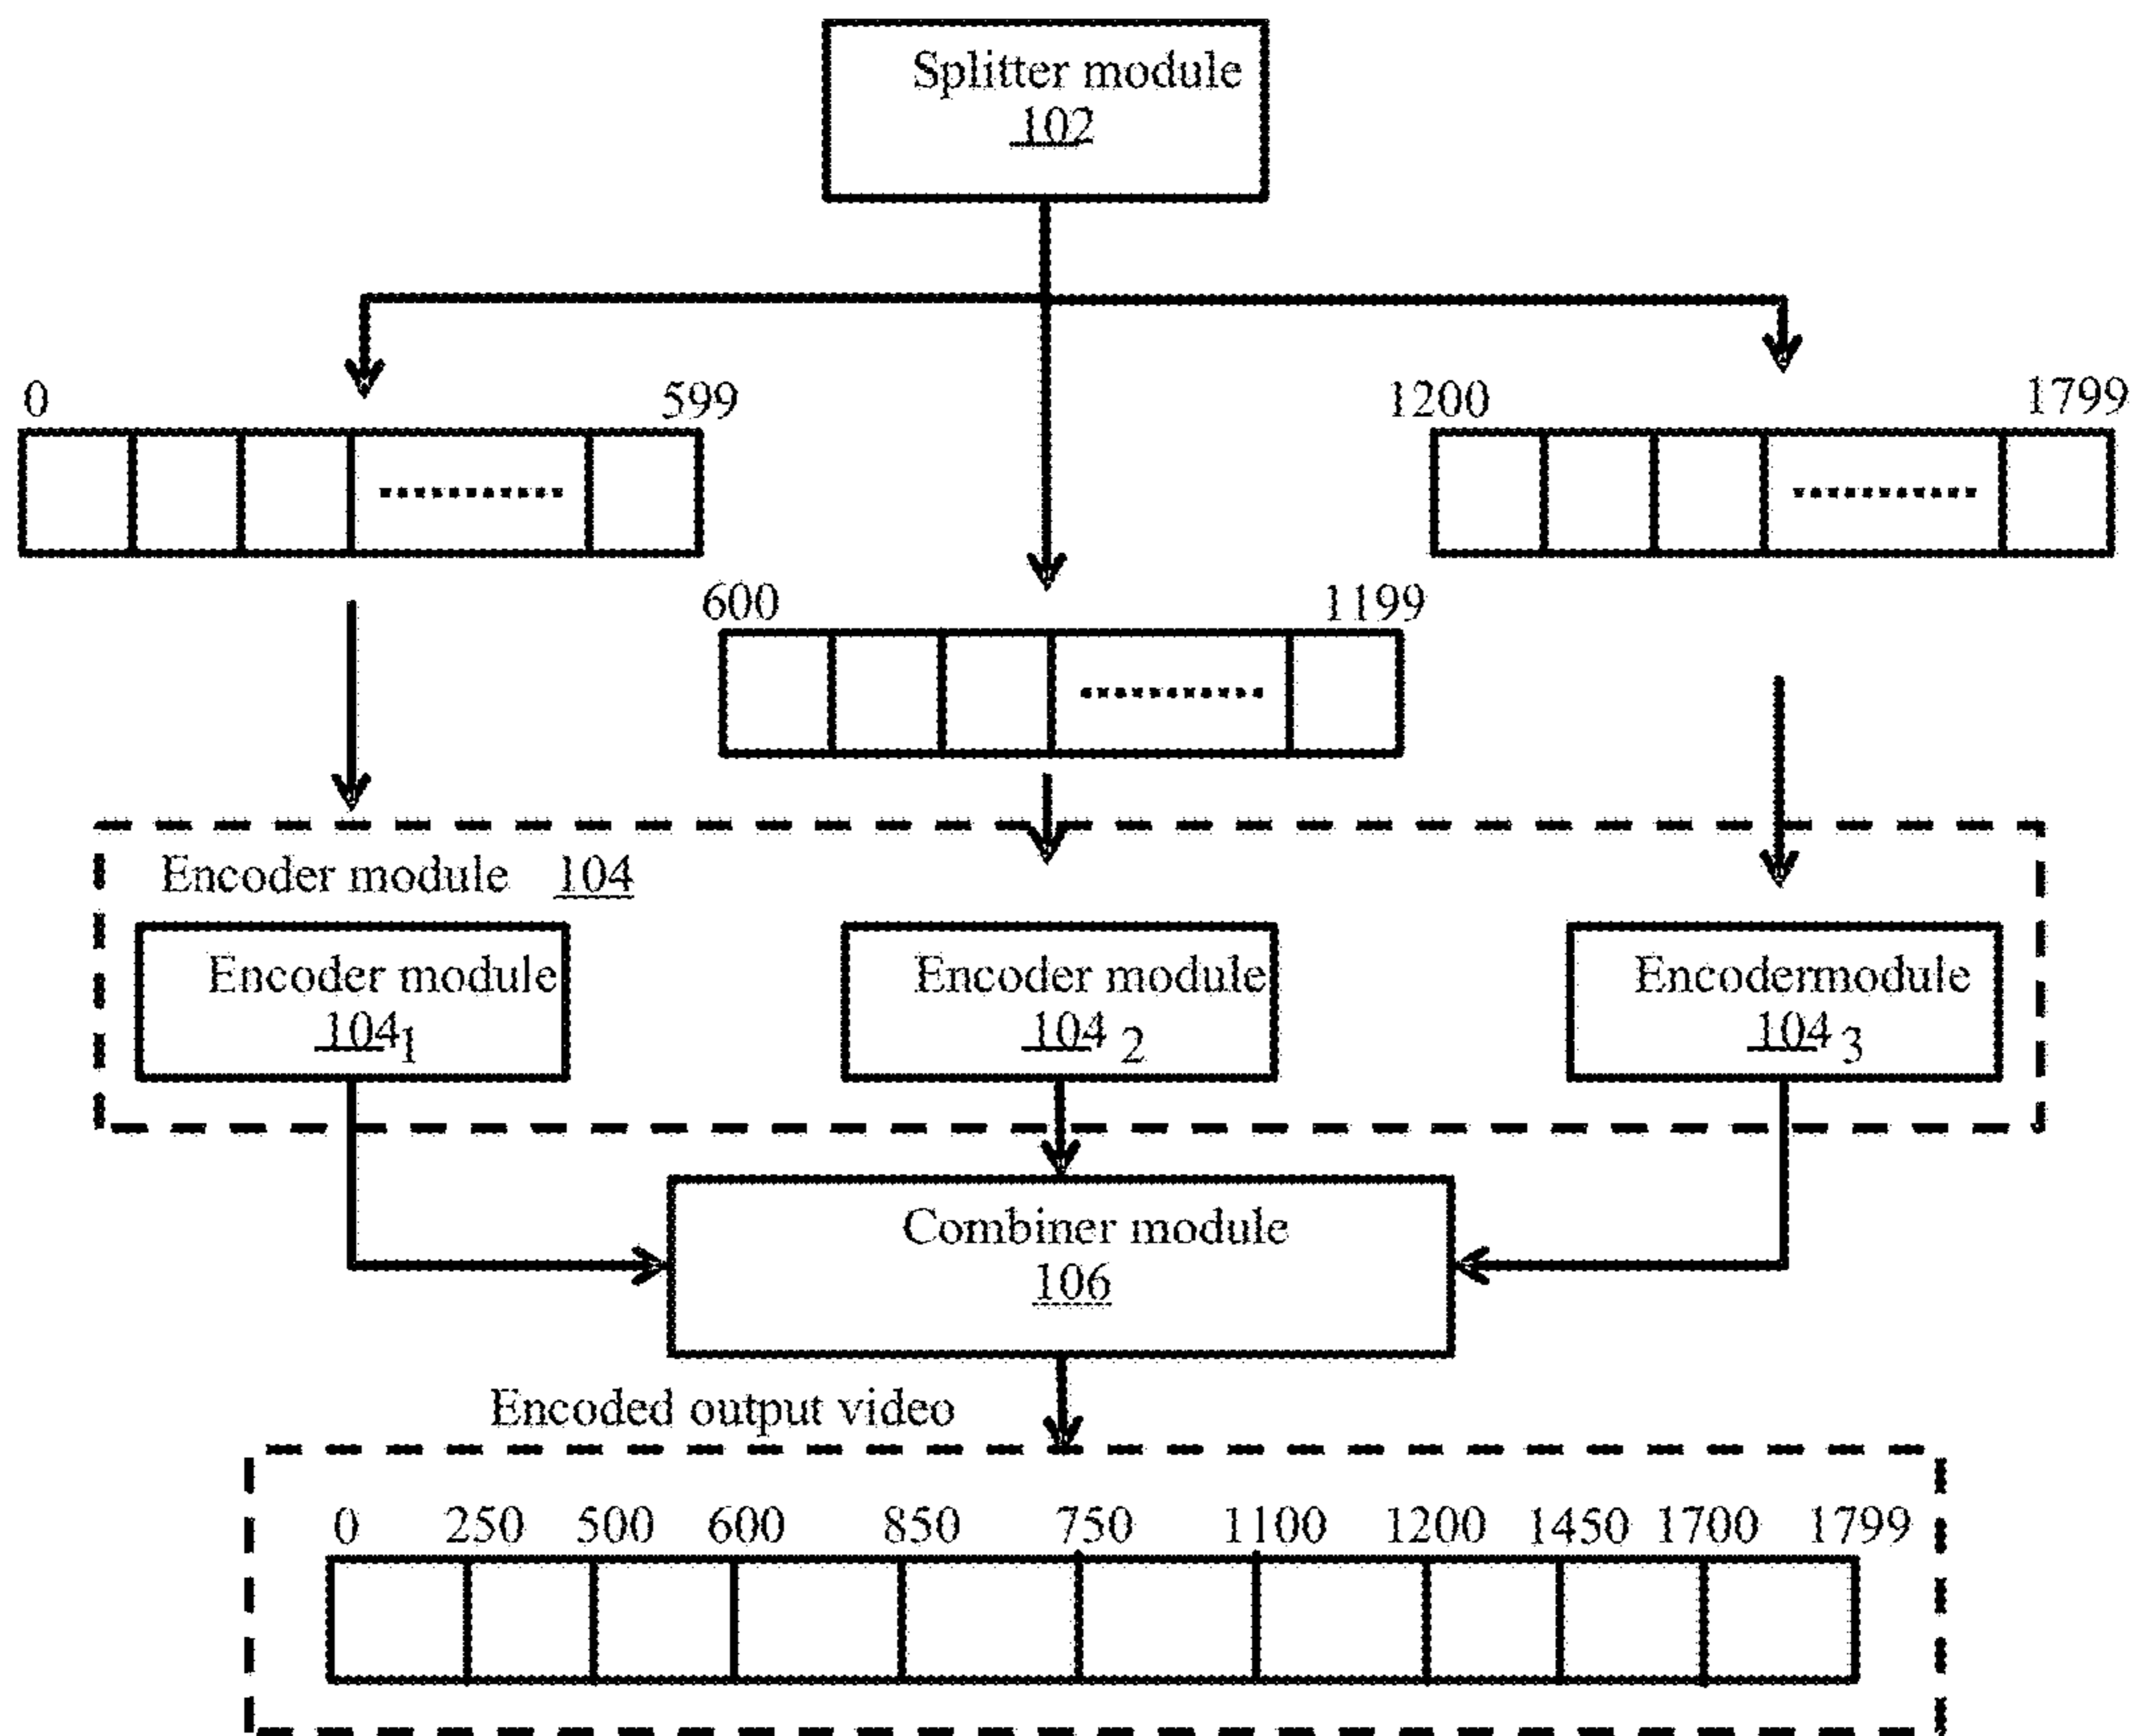 Splitter module
102
0 599
1200 1799
600 1199
Encoder module 104
Encoder module
104 1
Encoder module
104 2
Encodermodule
104 3
Combiner module
106
Encoded output video
0 250 500 600 850 750 1100 1200 1450 1700 1799